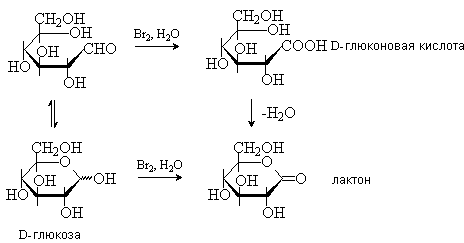 CH₂OH
OH
OH CHO
HO
OH
Br₂, H₂O
CH₂OH
OH
OH COOH D-глюконовая кислота
HO
OH
-H₂O
CH₂OH
O
OH OH
HO
OH
Br₂, H₂O
CH₂OH
O
OH O
HO
OH
лактон
D-глюкоза